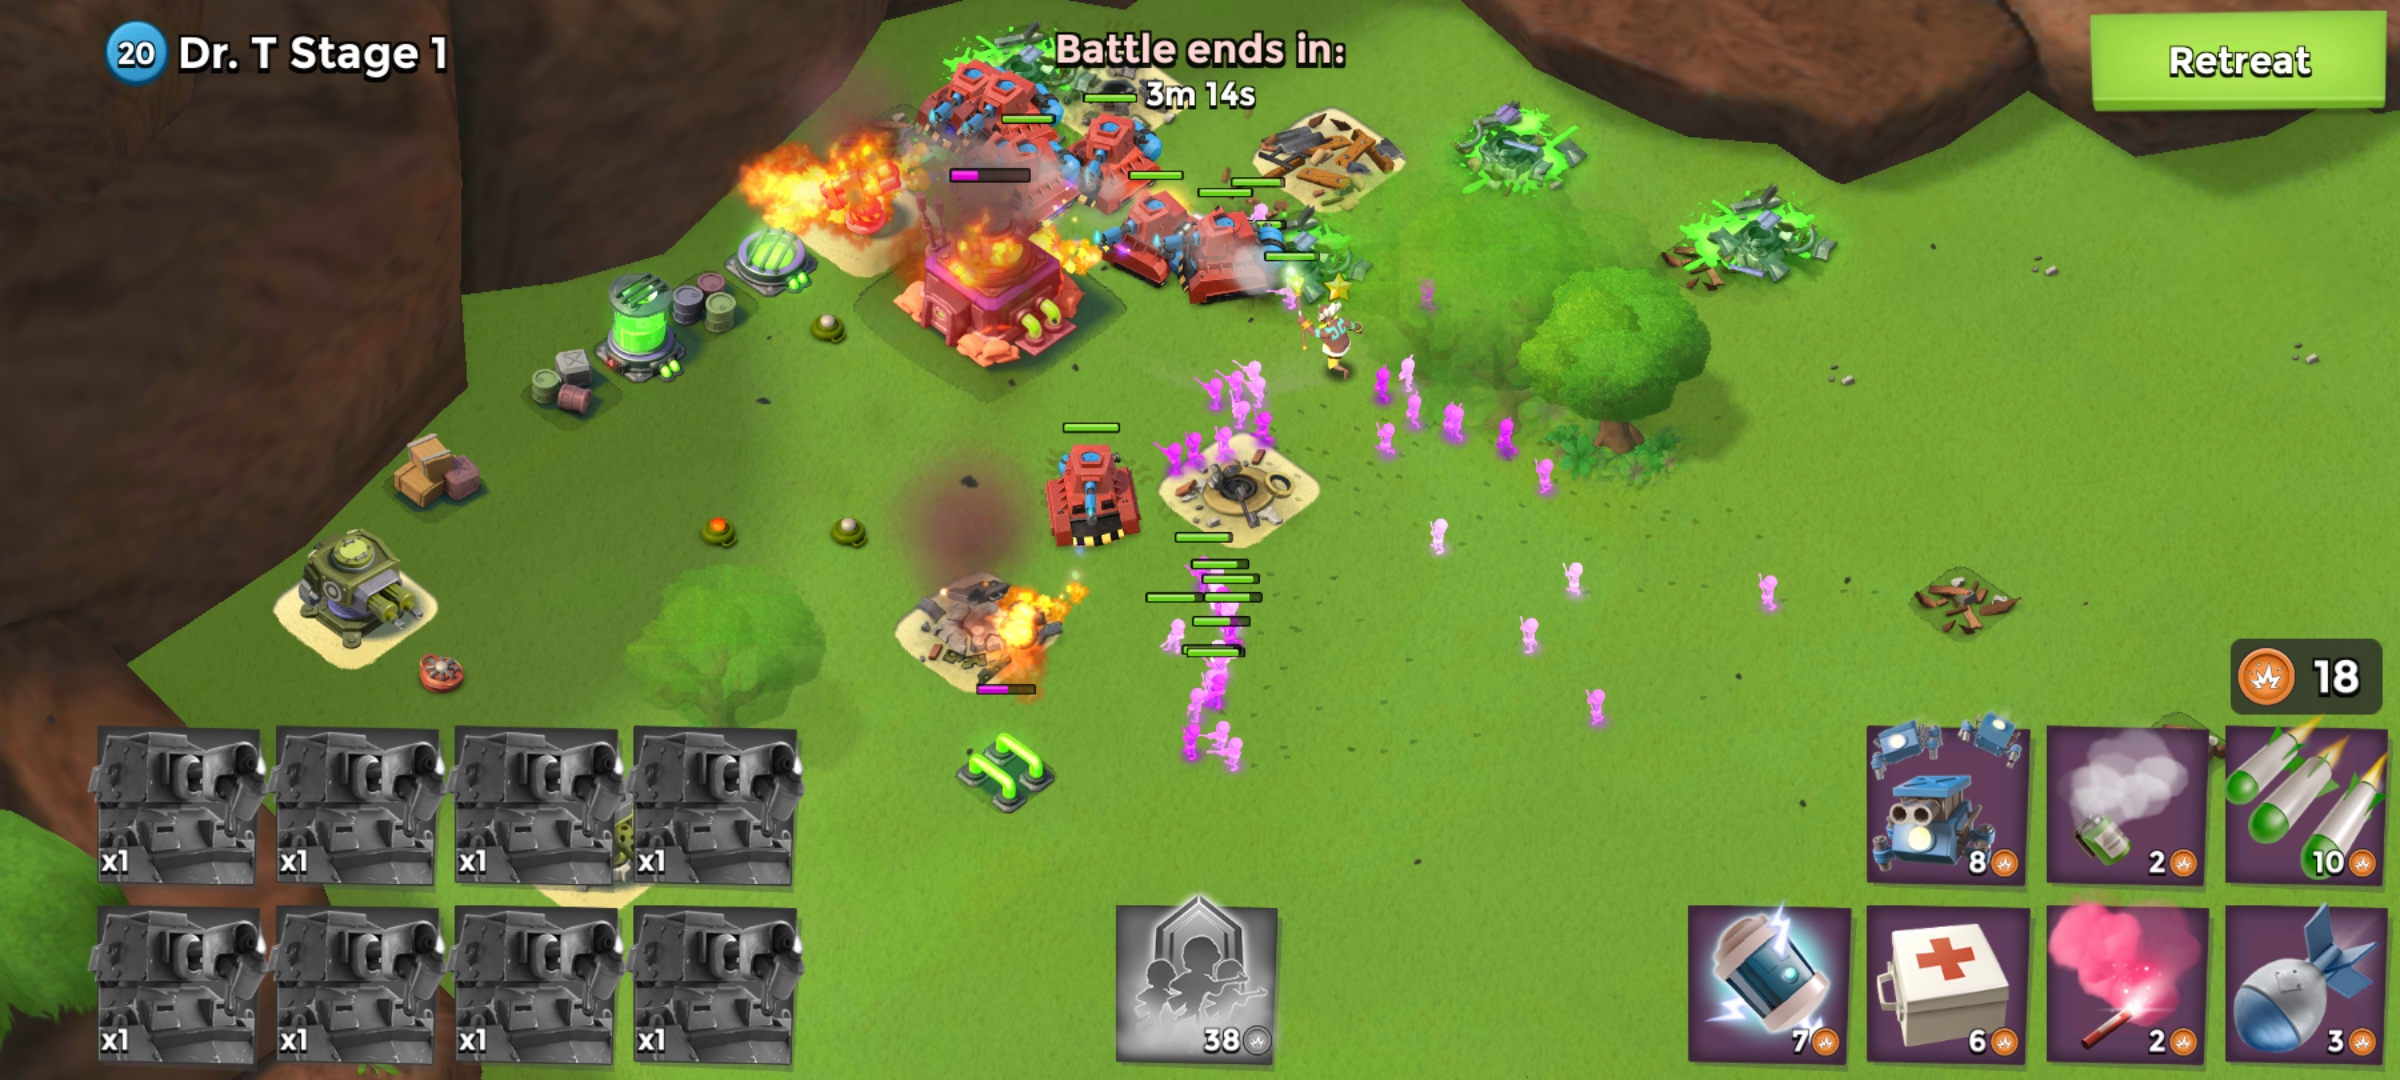 20 Dr. T Stage 1
Battle ends in:
3m 14s
Retreat
18
x1 x1 x1 x1
8 2 10
x1 x1 x1 x1
38
7 6 2 3